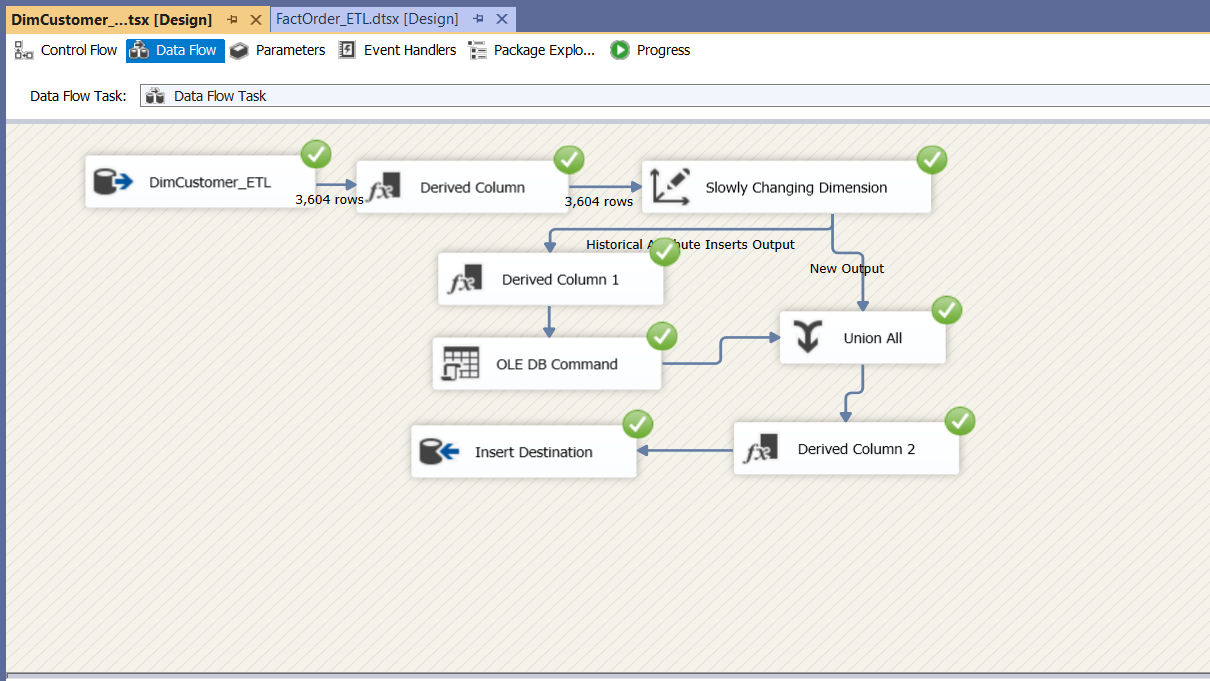 DimCustomer_...tsx [Design]
FactOrder_ETL.dtsx [Design]
Control Flow
Data Flow
Parameters
Event Handlers
Package Explo...
Progress
Data Flow Task:
Data Flow Task
DimCustomer_ETL
3,604 rows
Derived Column
3,604 rows
Slowly Changing Dimension
Historical A bute Inserts Output
New Output
Derived Column 1
Union All
OLE DB Command
Derived Column 2
Insert Destination